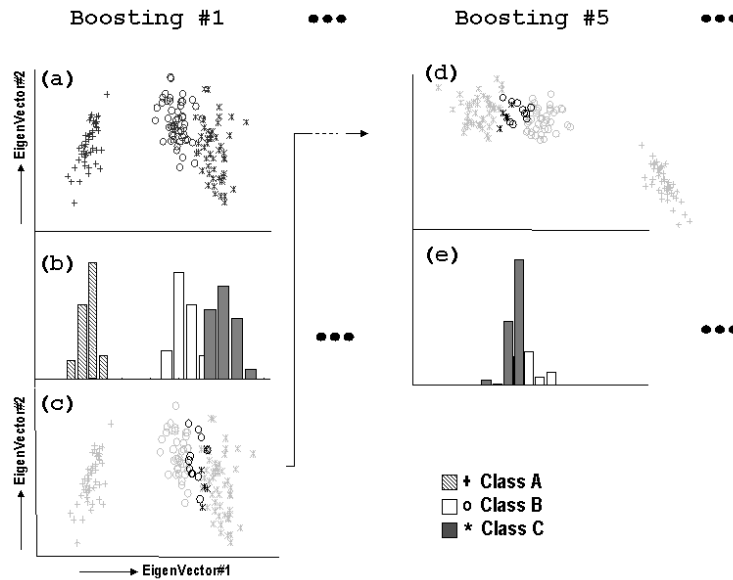 Boosting #1 ●●● Boosting #5 ●●●
(a)
EigenVector#2
(d)
(b)
●●●
(e)
●●●
(c)
EigenVector#2
EigenVector#1
+ Class A
o Class B
* Class C